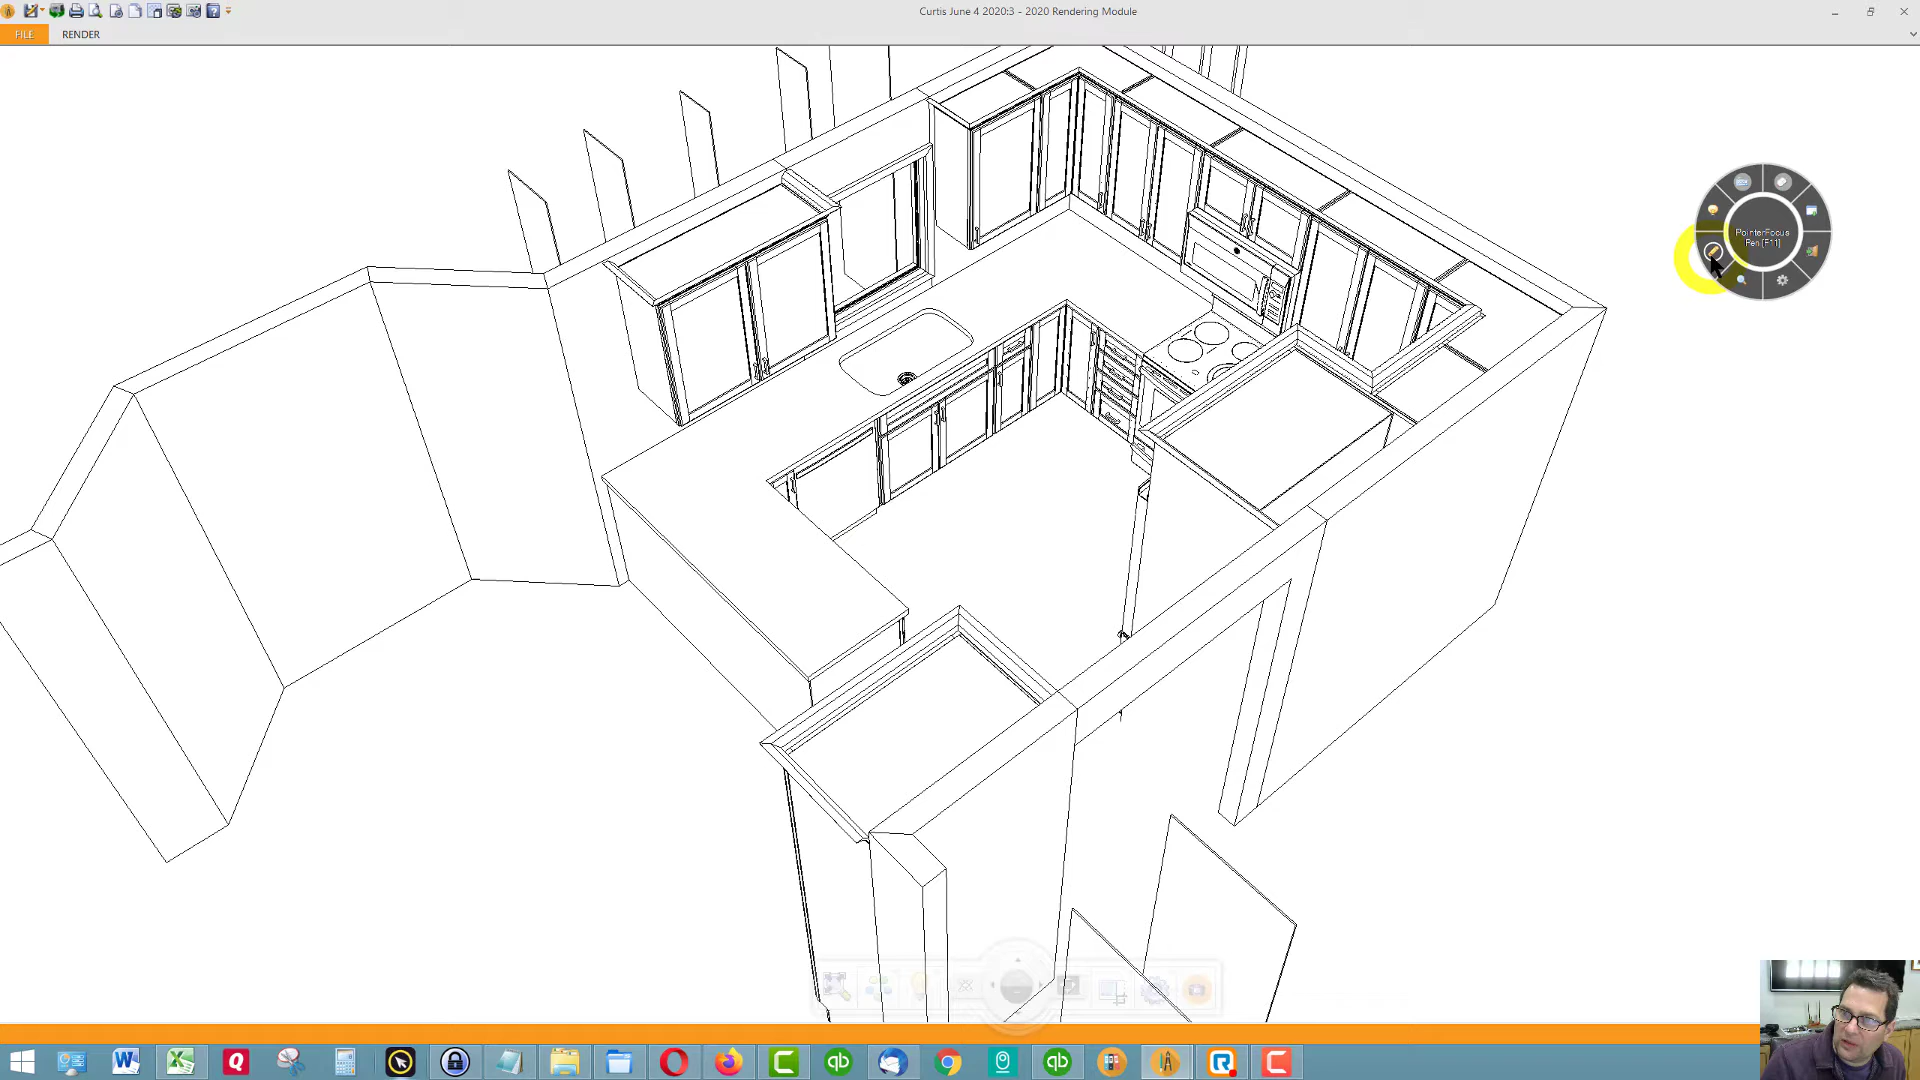 Curtis June 4 2020:3 - 2020 Rendering Module
FILE RENDER
PointerFocus
Pen [F11]